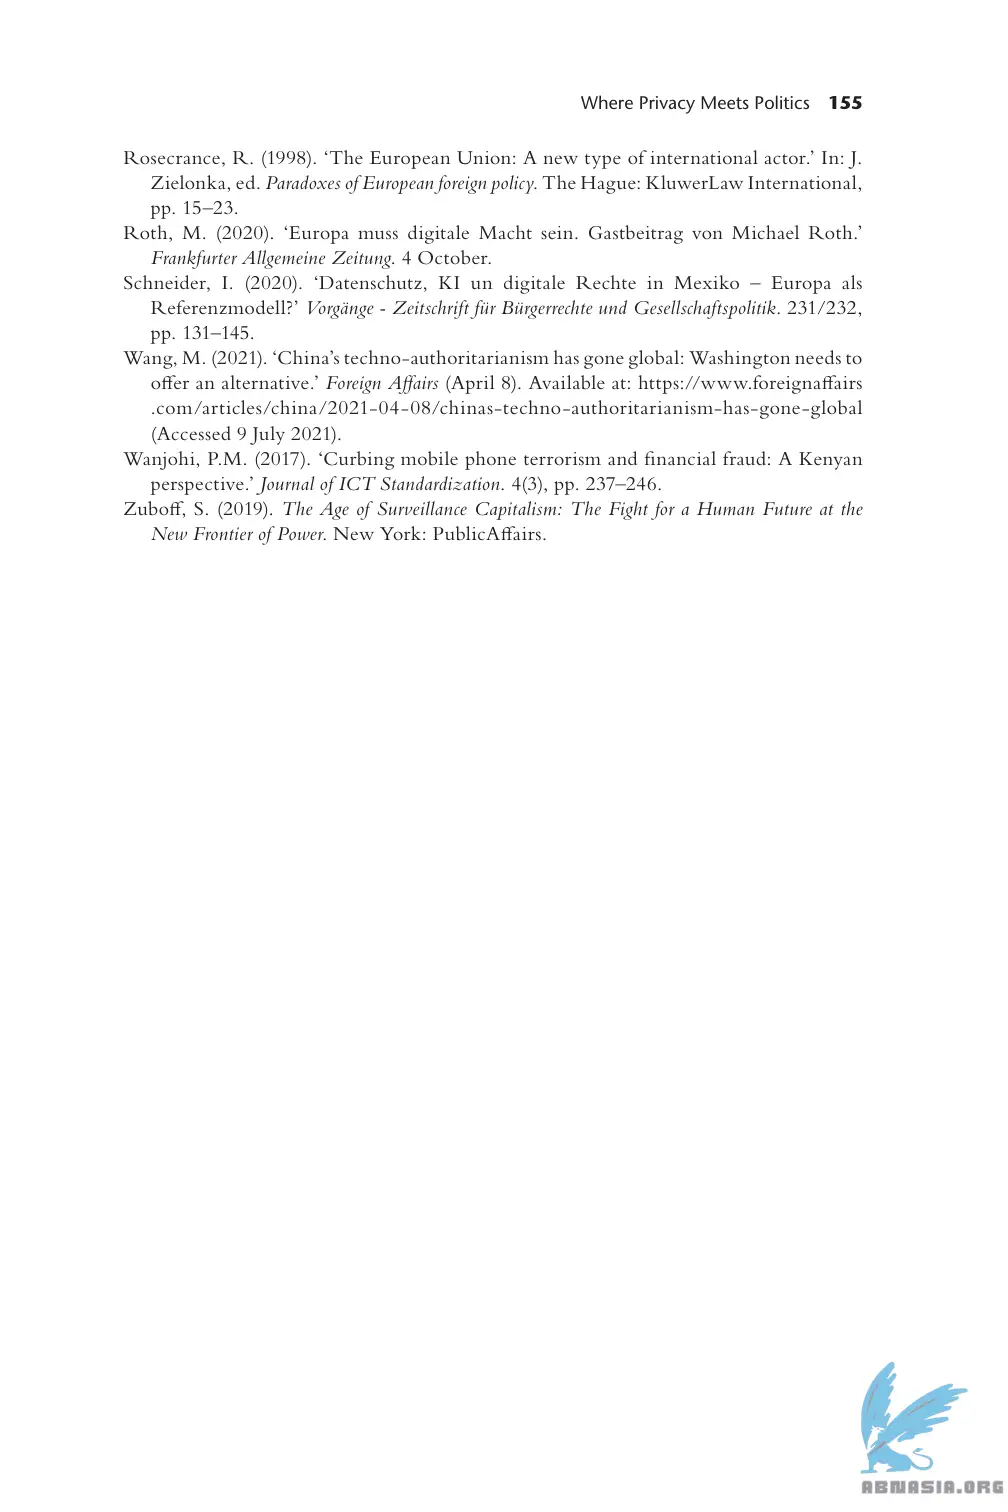 Where Privacy Meets Politics 155
Rosecrance, R. (1998). ‘The European Union: A new type of international actor.’ In: J.
Zielonka, ed. Paradoxes of European foreign policy. The Hague: KluwerLaw International,
pp. 15–23.
Roth, M. (2020). ‘Europa muss digitale Macht sein. Gastbeitrag von Michael Roth.’
Frankfurter Allgemeine Zeitung. 4 October.
Schneider, I. (2020). ‘Datenschutz, KI un digitale Rechte in Mexiko – Europa als
Referenzmodell?’ Vorgänge - Zeitschrift für Bürgerrechte und Gesellschaftspolitik. 231/232,
pp. 131–145.
Wang, M. (2021). ‘China’s techno-authoritarianism has gone global: Washington needs to
offer an alternative.’ Foreign Affairs (April 8). Available at: https://www.foreignaffairs
.com/articles/china/2021-04-08/chinas-techno-authoritarianism-has-gone-global
(Accessed 9 July 2021).
Wanjohi, P.M. (2017). ‘Curbing mobile phone terrorism and financial fraud: A Kenyan
perspective.’ Journal of ICT Standardization. 4(3), pp. 237–246.
Zuboff, S. (2019). The Age of Surveillance Capitalism: The Fight for a Human Future at the
New Frontier of Power. New York: PublicAffairs.
ABNASIA.ORG